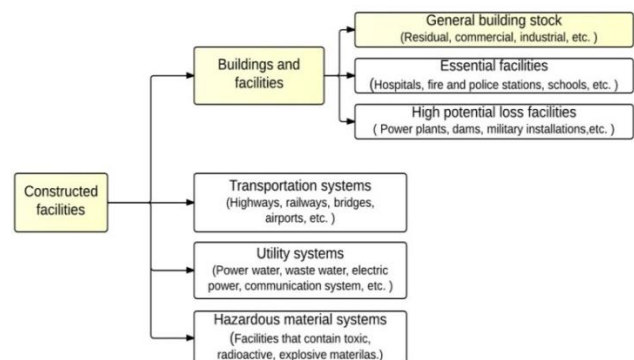 General building stock
(Residual, commercial, industrial, etc. )
Buildings and
facilities
Essential facilities
(Hospitals, fire and police stations, schools, etc. )
High potential loss facilities
( Power plants, dams, military installations,etc. )
Constructed
facilities
Transportation systems
(Highways, railways, bridges,
airports, etc. )
Utility systems
(Power water, waste water, electric
power, communication system, etc. )
Hazardous material systems
(Facilities that contain toxic,
radioactive, explosive materilas.)